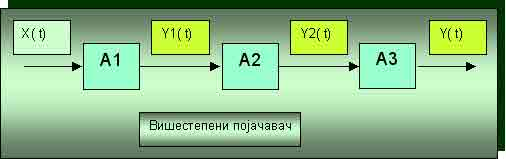 X( t)
Y1( t)
Y2( t)
Y( t)
A1
A2
A3
Вишестепени појачавач